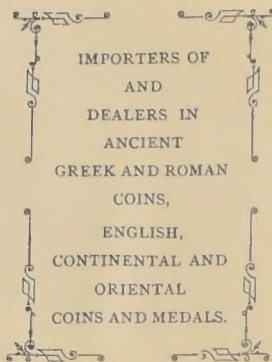 IMPORTERS OF
AND
DEALERS IN
ANCIENT
GREEK AND ROMAN
COINS,
ENGLISH,
CONTINENTAL AND
ORIENTAL
COINS AND MEDALS.